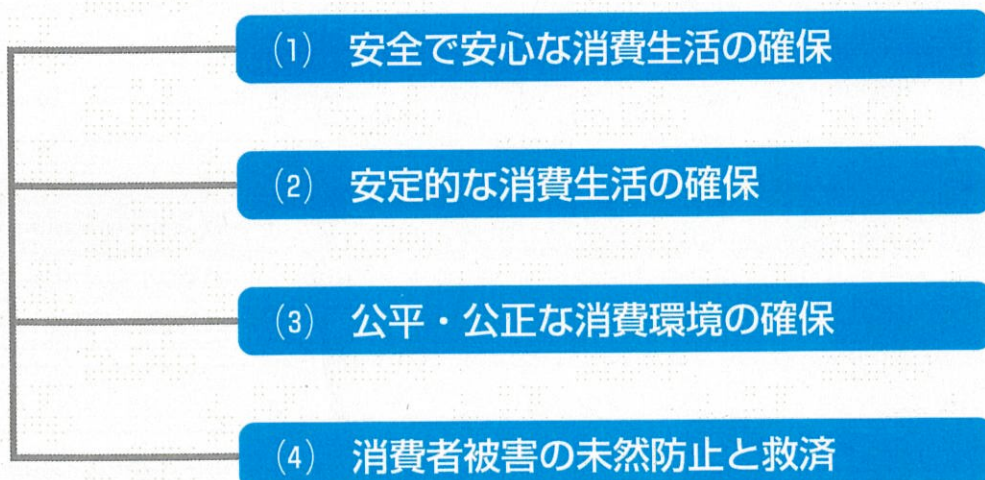 (1) 安全で安心な消費生活の確保
(2) 安定的な消費生活の確保
(3) 公平・公正な消費環境の確保
(4) 消費者被害の未然防止と救済